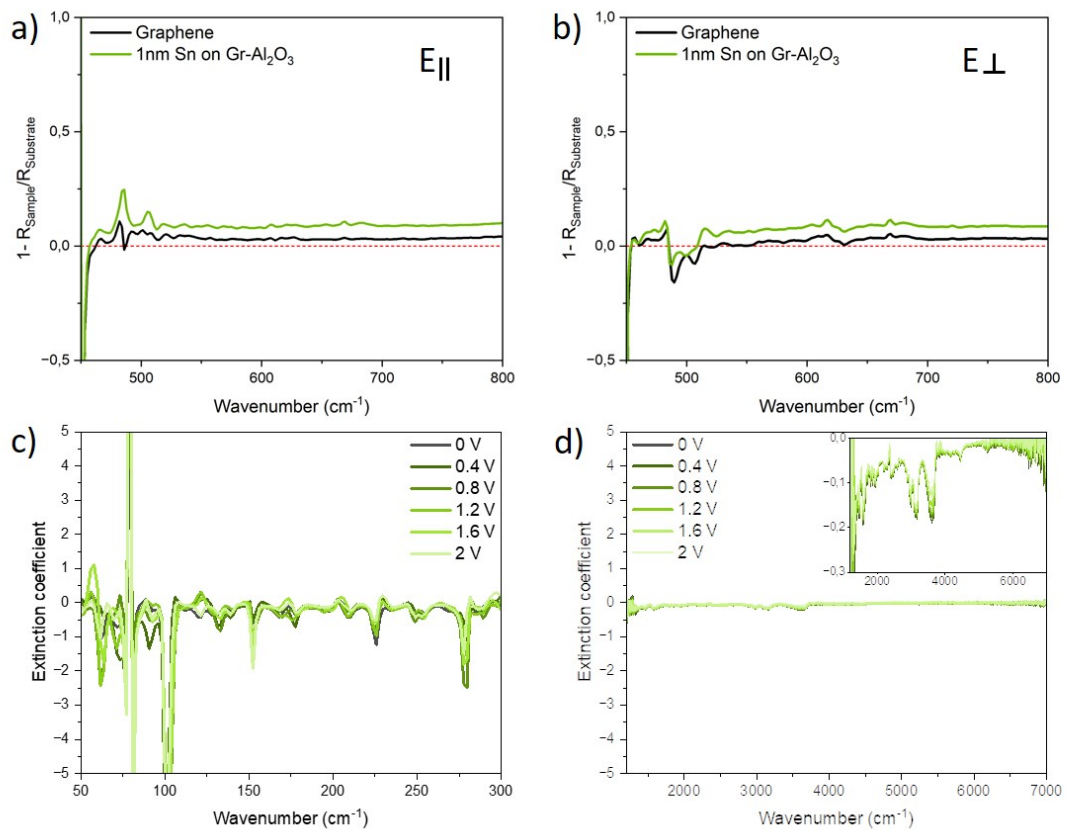 a)
Graphene
1nm Sn on Gr-Al₂O₃
E||
1- R_Sample/R_Substrate
1,0
0,5
0,0
−0,5
500 600 700 800
Wavenumber (cm⁻¹)
b)
Graphene
1nm Sn on Gr-Al₂O₃
E⊥
1- R_Sample/R_Substrate
1,0
0,5
0,0
−0,5
500 600 700 800
Wavenumber (cm⁻¹)
c)
0 V
0.4 V
0.8 V
1.2 V
1.6 V
2 V
Extinction coefficient
5
4
3
2
1
0
−1
−2
−3
−4
−5
50 100 150 200 250 300
Wavenumber (cm⁻¹)
d)
0 V
0.4 V
0.8 V
1.2 V
1.6 V
2 V
Extinction coefficient
5
4
3
2
1
0
−1
−2
−3
−4
−5
2000 3000 4000 5000 6000 7000
Wavenumber (cm⁻¹)
0,0
−0,1
−0,2
−0,3
2000 4000 6000